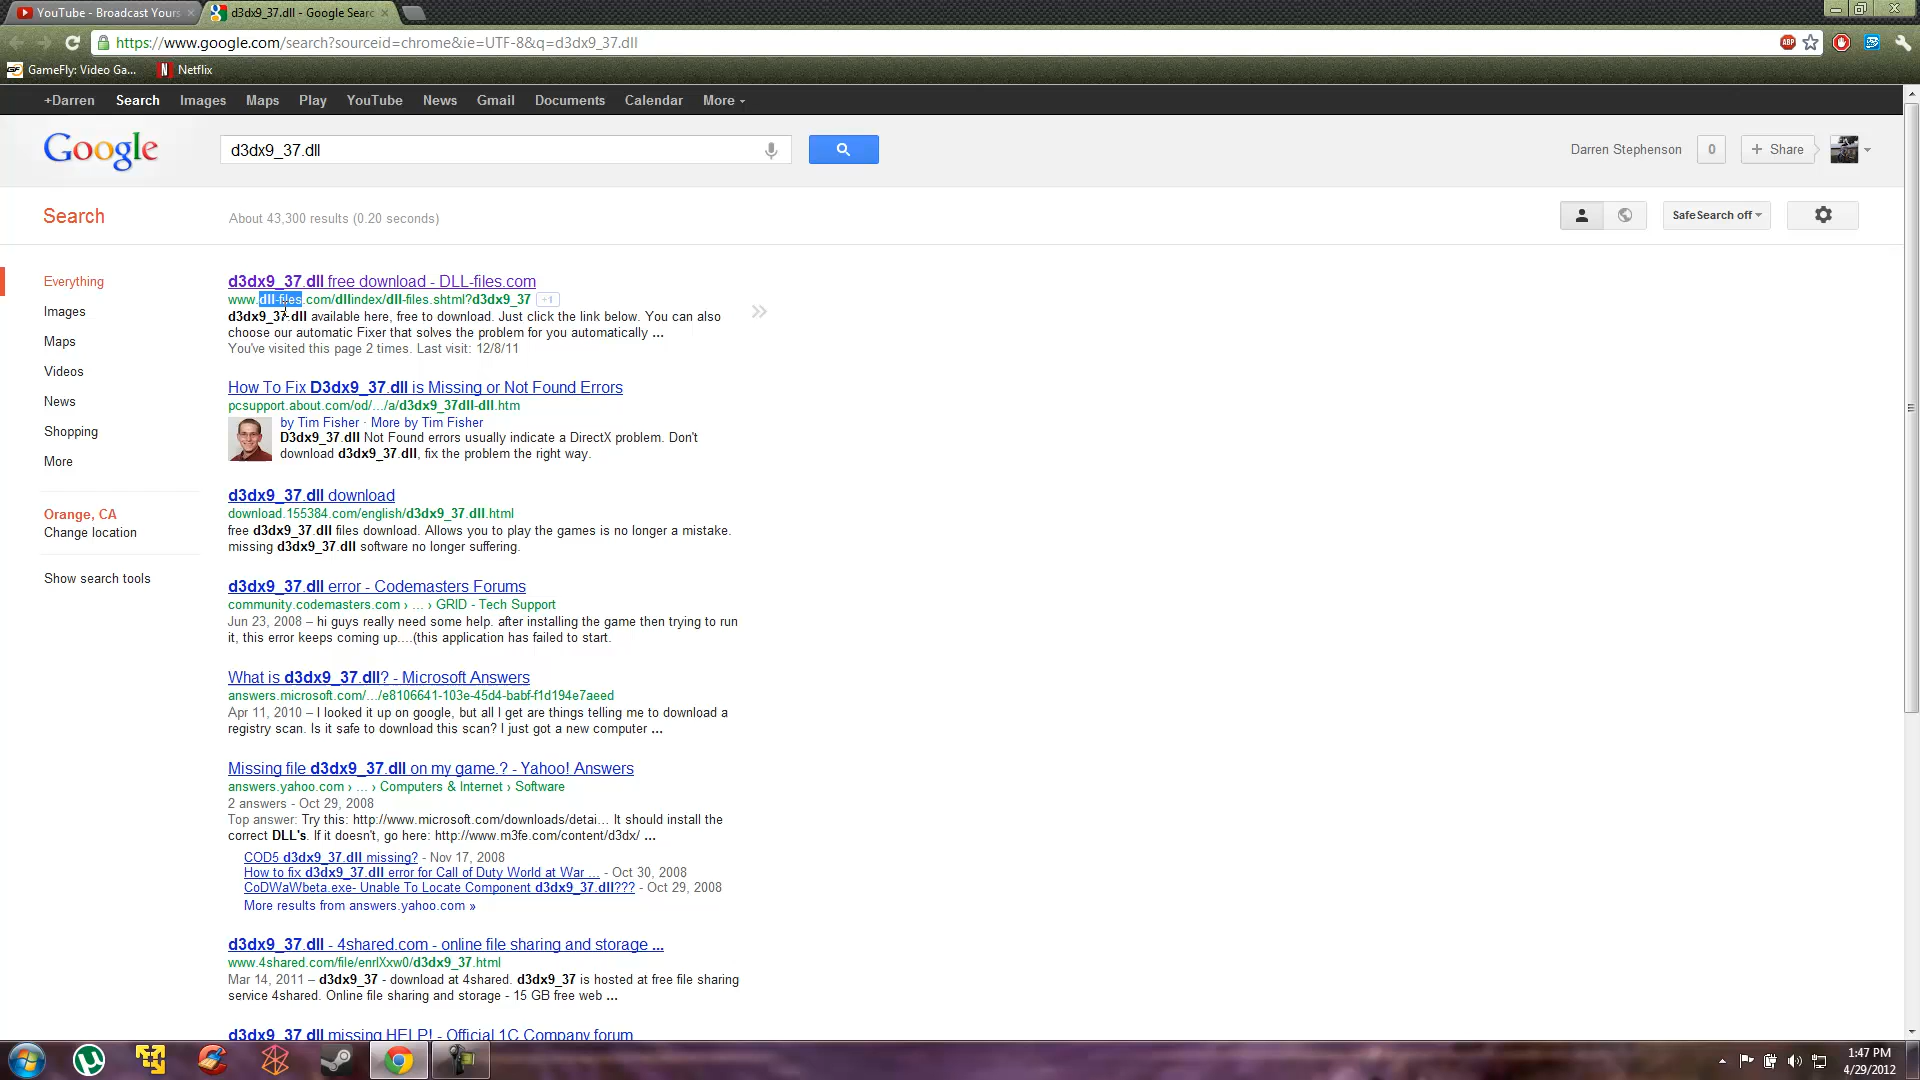 YouTube - Broadcast Yours
d3dx9_37.dll - Google Searc
https://www.google.com/search?sourceid=chrome&ie=UTF-8&q=d3dx9_37.dll
ABP
GF GameFly: Video Ga...
N Netflix
+Darren Search Images Maps Play YouTube News Gmail Documents Calendar More
Google
d3dx9_37.dll
Darren Stephenson 0 + Share
Search
About 43,300 results (0.20 seconds)
SafeSearch off
Everything
Images
Maps
Videos
News
Shopping
More
Orange, CA
Change location
Show search tools
d3dx9_37.dll free download - DLL-files.com
www.dll-files.com/dllindex/dll-files.shtml?d3dx9_37 +1
d3dx9_37.dll available here, free to download. Just click the link below. You can also
choose our automatic Fixer that solves the problem for you automatically ...
You've visited this page 2 times. Last visit: 12/8/11
How To Fix D3dx9_37.dll is Missing or Not Found Errors
pcsupport.about.com/od/.../a/d3dx9_37dll-dll.htm
by Tim Fisher · More by Tim Fisher
D3dx9_37.dll Not Found errors usually indicate a DirectX problem. Don't
download d3dx9_37.dll, fix the problem the right way.
d3dx9_37.dll download
download.155384.com/english/d3dx9_37.dll.html
free d3dx9_37.dll files download. Allows you to play the games is no longer a mistake.
missing d3dx9_37.dll software no longer suffering.
d3dx9_37.dll error - Codemasters Forums
community.codemasters.com › ... › GRID - Tech Support
Jun 23, 2008 – hi guys really need some help. after installing the game then trying to run
it, this error keeps coming up....(this application has failed to start.
What is d3dx9_37.dll? - Microsoft Answers
answers.microsoft.com/.../e8106641-103e-45d4-babf-f1d194e7aeed
Apr 11, 2010 – I looked it up on google, but all I get are things telling me to download a
registry scan. Is it safe to download this scan? I just got a new computer ...
Missing file d3dx9_37.dll on my game.? - Yahoo! Answers
answers.yahoo.com › ... › Computers & Internet › Software
2 answers - Oct 29, 2008
Top answer: Try this: http://www.microsoft.com/downloads/detai... It should install the
correct DLL's. If it doesn't, go here: http://www.m3fe.com/content/d3dx/ ...
COD5 d3dx9_37.dll missing? - Nov 17, 2008
How to fix d3dx9_37.dll error for Call of Duty World at War ... - Oct 30, 2008
CoDWaWbeta.exe- Unable To Locate Component d3dx9_37.dll??? - Oct 29, 2008
More results from answers.yahoo.com »
d3dx9_37.dll - 4shared.com - online file sharing and storage ...
www.4shared.com/file/enrlXxw0/d3dx9_37.html
Mar 14, 2011 – d3dx9_37 - download at 4shared. d3dx9_37 is hosted at free file sharing
service 4shared. Online file sharing and storage - 15 GB free web ...
d3dx9_37.dll missing HELP! - Official 1C Company forum
1:47 PM
4/29/2012